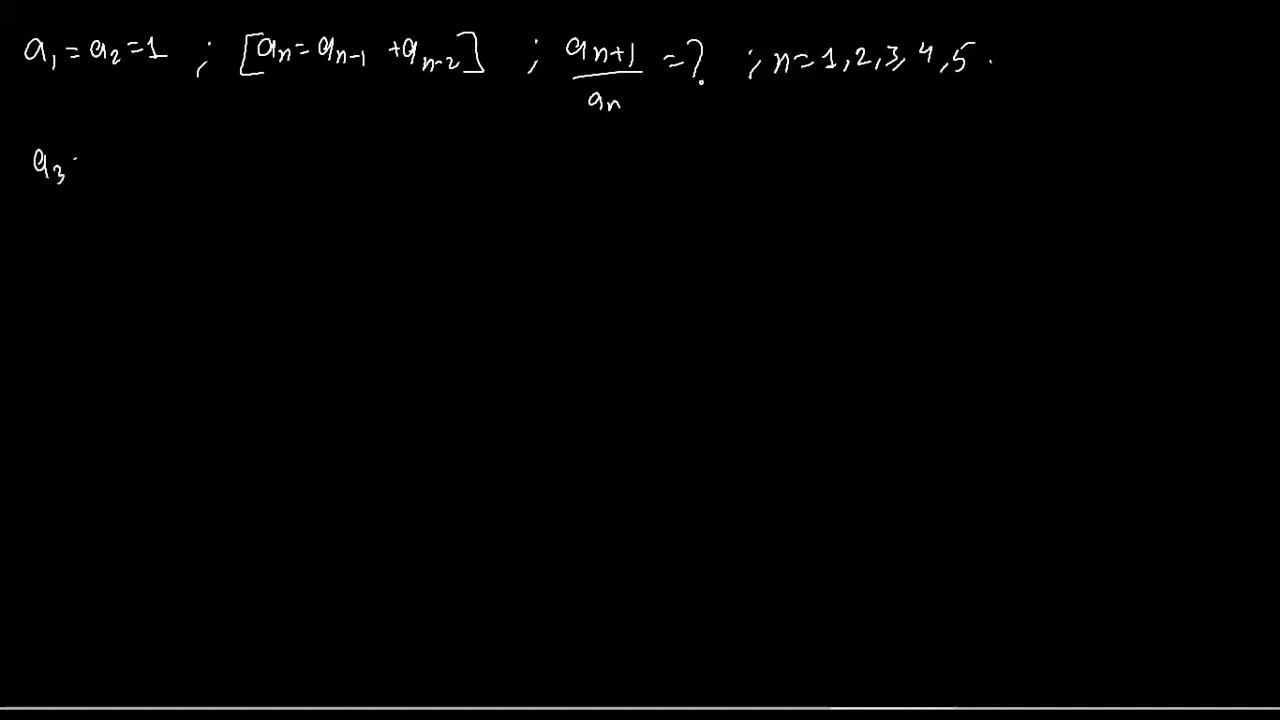 a₁ = a₂ = 1 ; [aₙ = aₙ₋₁ + aₙ₋₂] ; aₙ₊₁/aₙ = ? ; n = 1, 2, 3, 4, 5 .
a₃